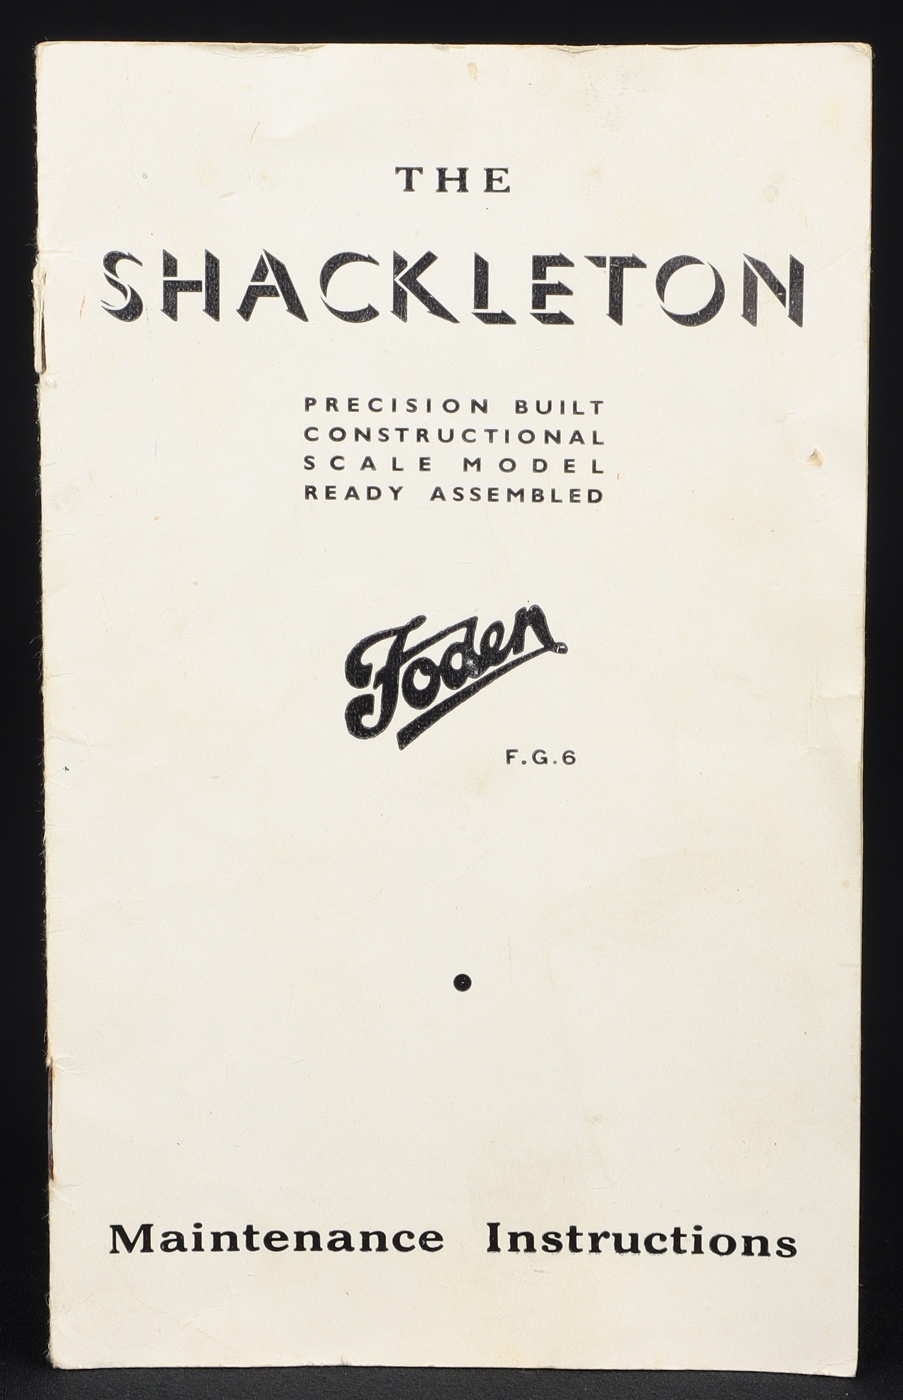 THE
SHACKLETON
PRECISION BUILT
CONSTRUCTIONAL
SCALE MODEL
READY ASSEMBLED
Foden
F.G.6
Maintenance Instructions